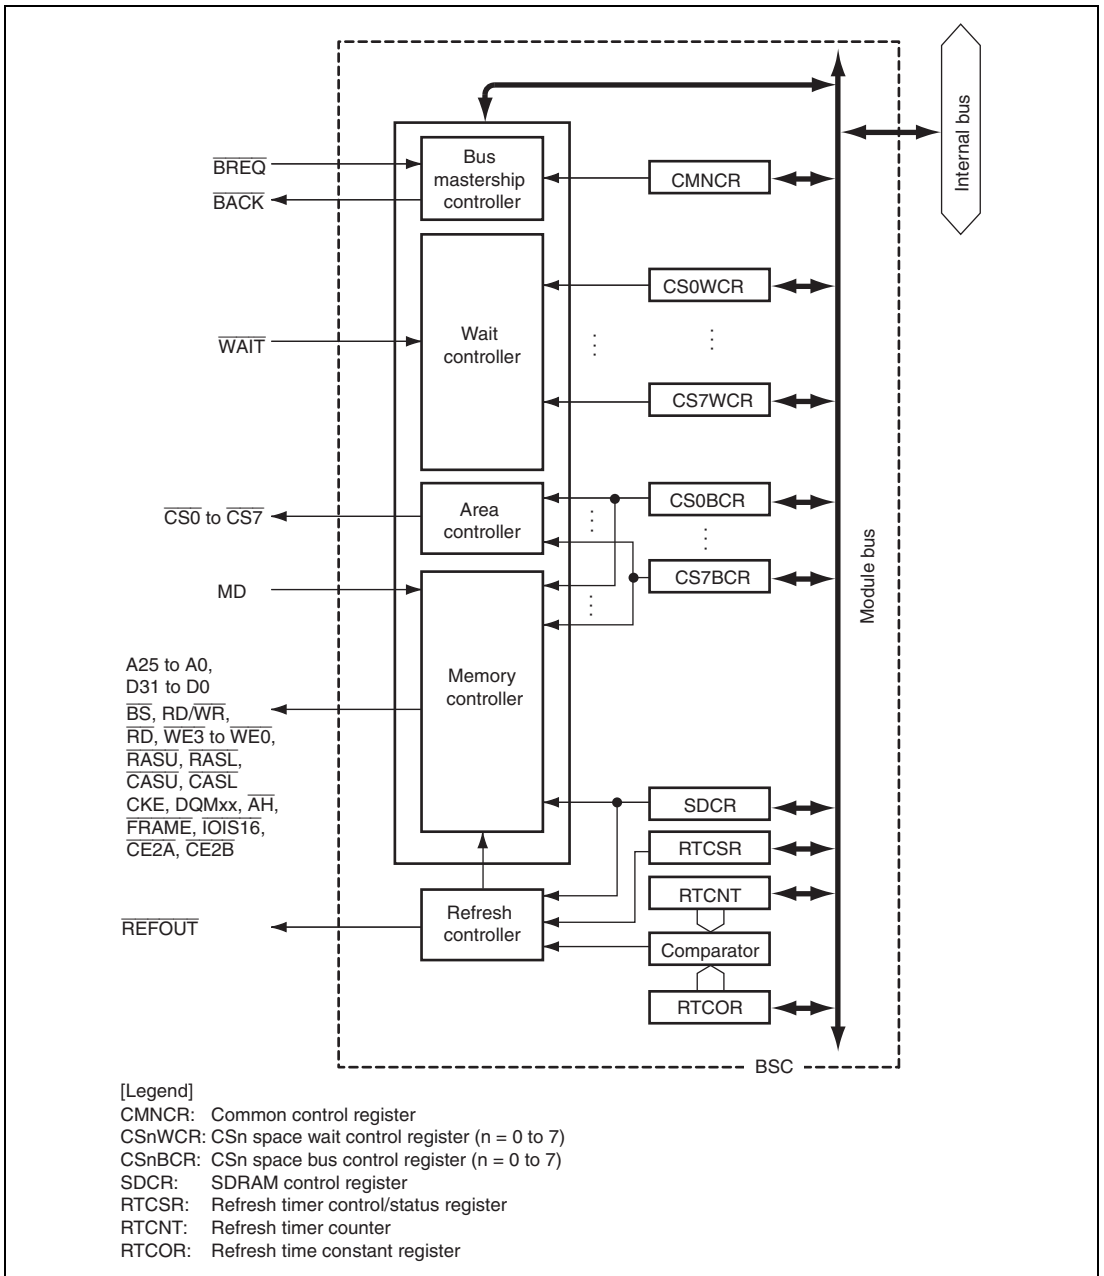 BREQ
BACK
WAIT
CS0 to CS7
MD
A25 to A0,
D31 to D0
BS, RD/WR,
RD, WE3 to WE0,
RASU, RASL,
CASU, CASL
CKE, DQMxx, AH,
FRAME, IOIS16,
CE2A, CE2B
REFOUT
Bus
mastership
controller
Wait
controller
Area
controller
Memory
controller
Refresh
controller
CMNCR
CS0WCR
CS7WCR
CS0BCR
CS7BCR
SDCR
RTCSR
RTCNT
Comparator
RTCOR
Module bus
Internal bus
BSC
[Legend]
CMNCR: Common control register
CSnWCR: CSn space wait control register (n = 0 to 7)
CSnBCR: CSn space bus control register (n = 0 to 7)
SDCR: SDRAM control register
RTCSR: Refresh timer control/status register
RTCNT: Refresh timer counter
RTCOR: Refresh time constant register